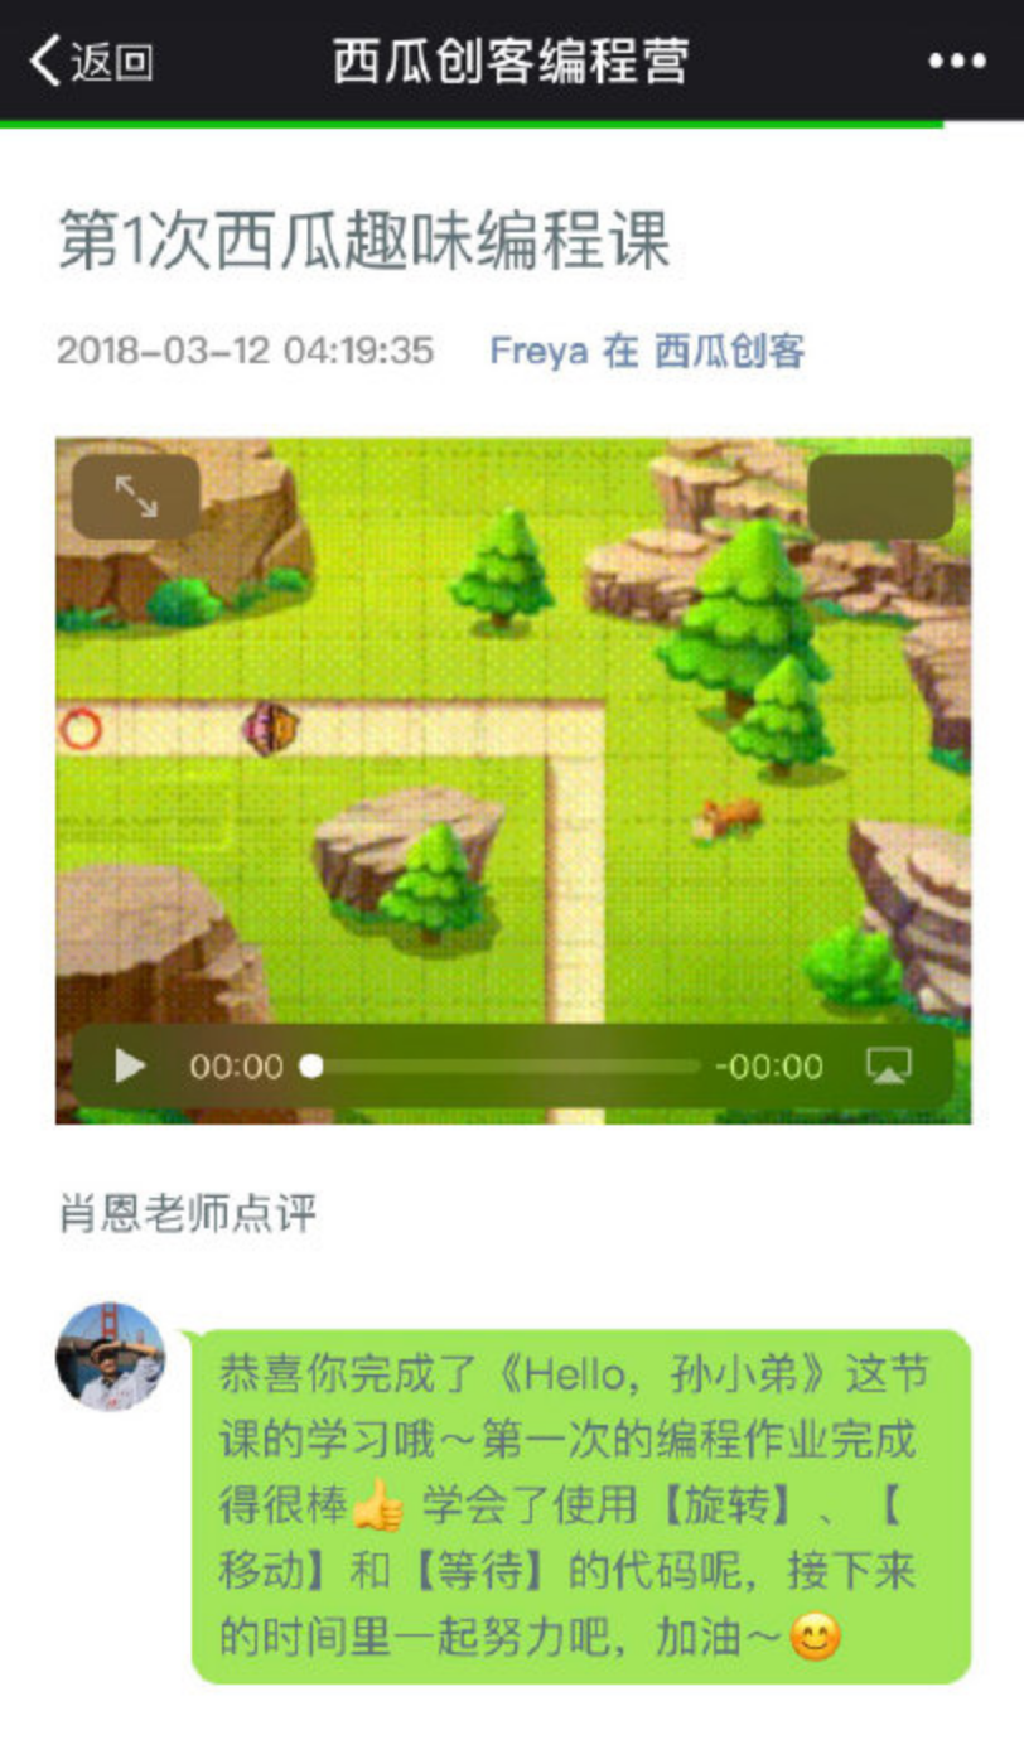 返回
西瓜创客编程营
第1次西瓜趣味编程课
2018-03-12 04:19:35 Freya 在 西瓜创客
00:00
-00:00
肖恩老师点评
恭喜你完成了《Hello，孙小弟》这节
课的学习哦～第一次的编程作业完成
得很棒👍 学会了使用【旋转】、【
移动】和【等待】的代码呢，接下来
的时间里一起努力吧，加油～😊